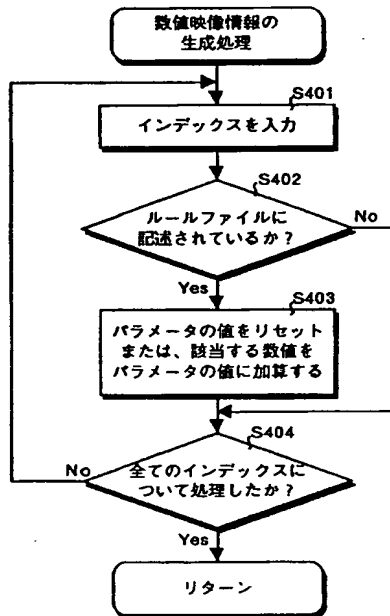 数値映像情報の
生成処理
S401
インデックスを入力
S402
ルールファイルに
記述されているか？
No
Yes
S403
パラメータの値をリセット
または、該当する数値を
パラメータの値に加算する
S404
No
全てのインデックスに
ついて処理したか？
Yes
リターン